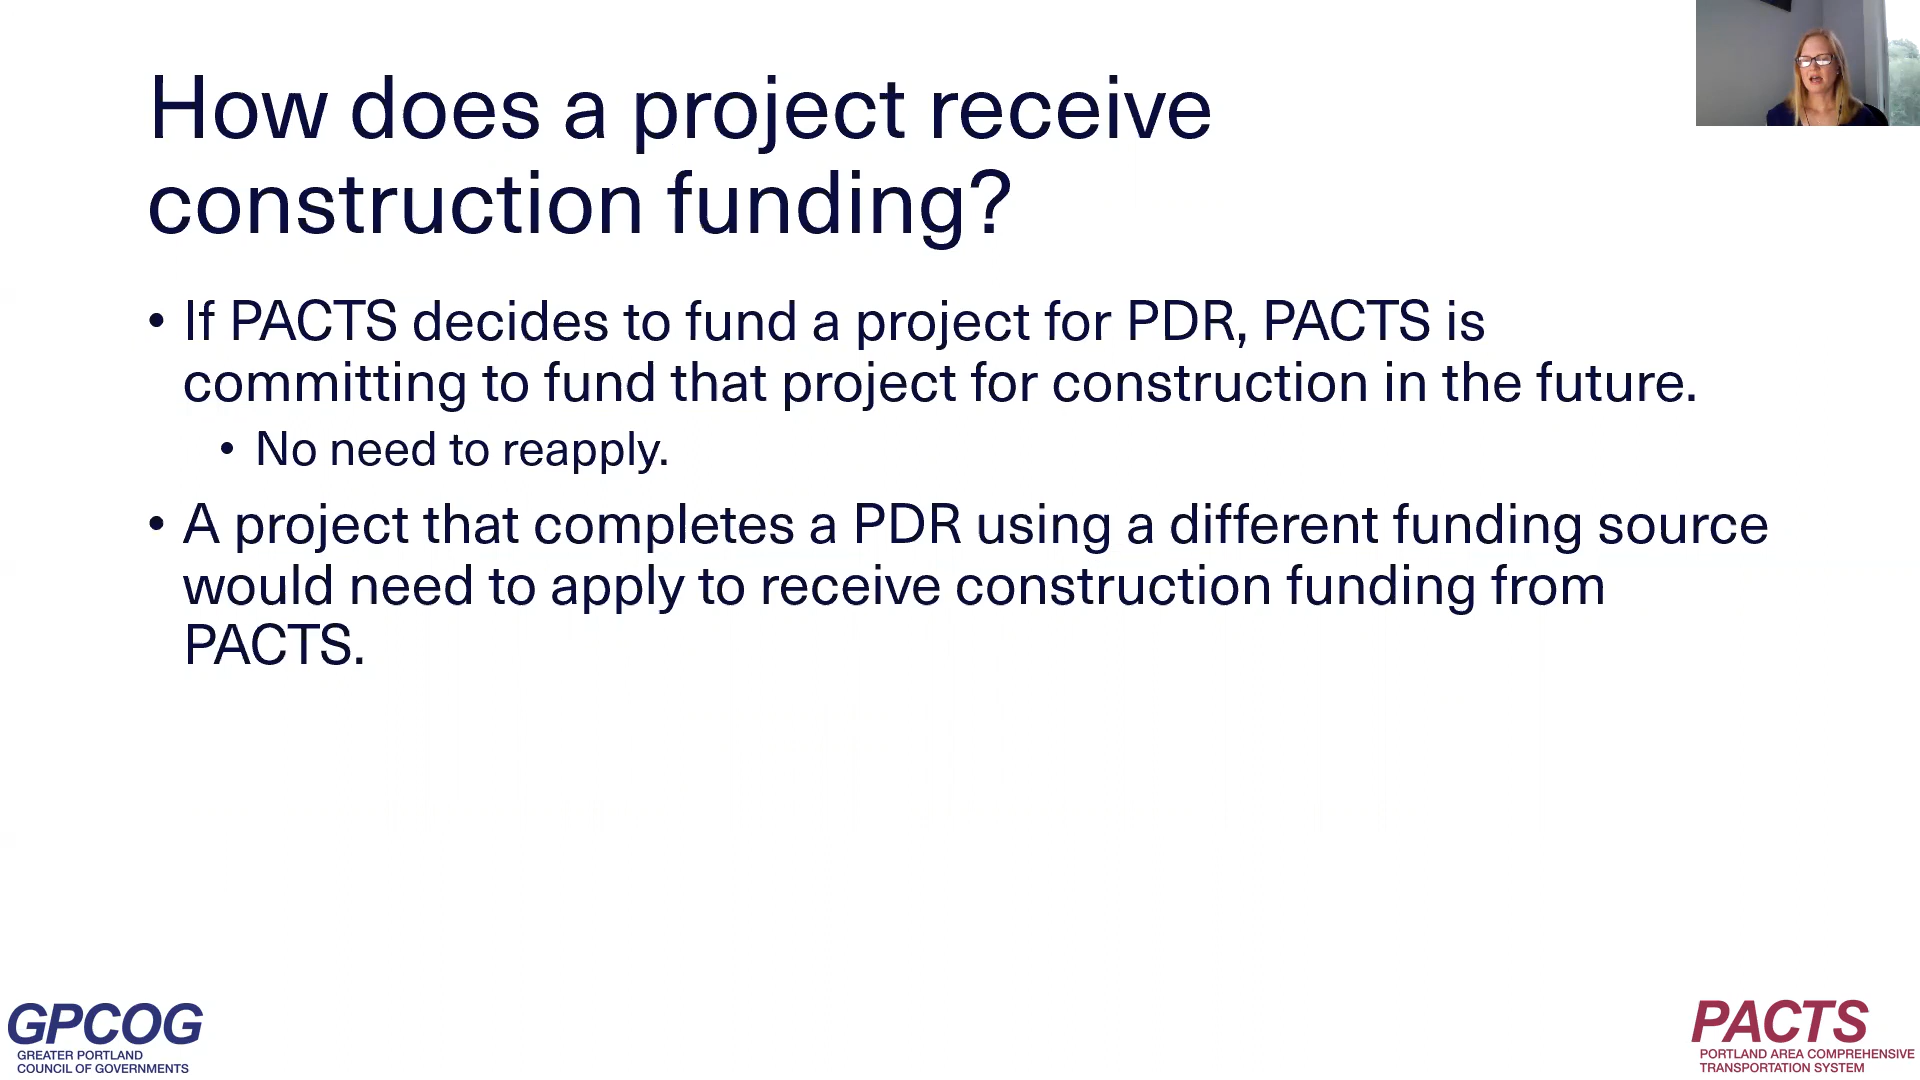 How does a project receive
construction funding?
• If PACTS decides to fund a project for PDR, PACTS is
committing to fund that project for construction in the future.
• No need to reapply.
• A project that completes a PDR using a different funding source
would need to apply to receive construction funding from
PACTS.
GPCOG
GREATER PORTLAND
COUNCIL OF GOVERNMENTS
PACTS
PORTLAND AREA COMPREHENSIVE
TRANSPORTATION SYSTEM